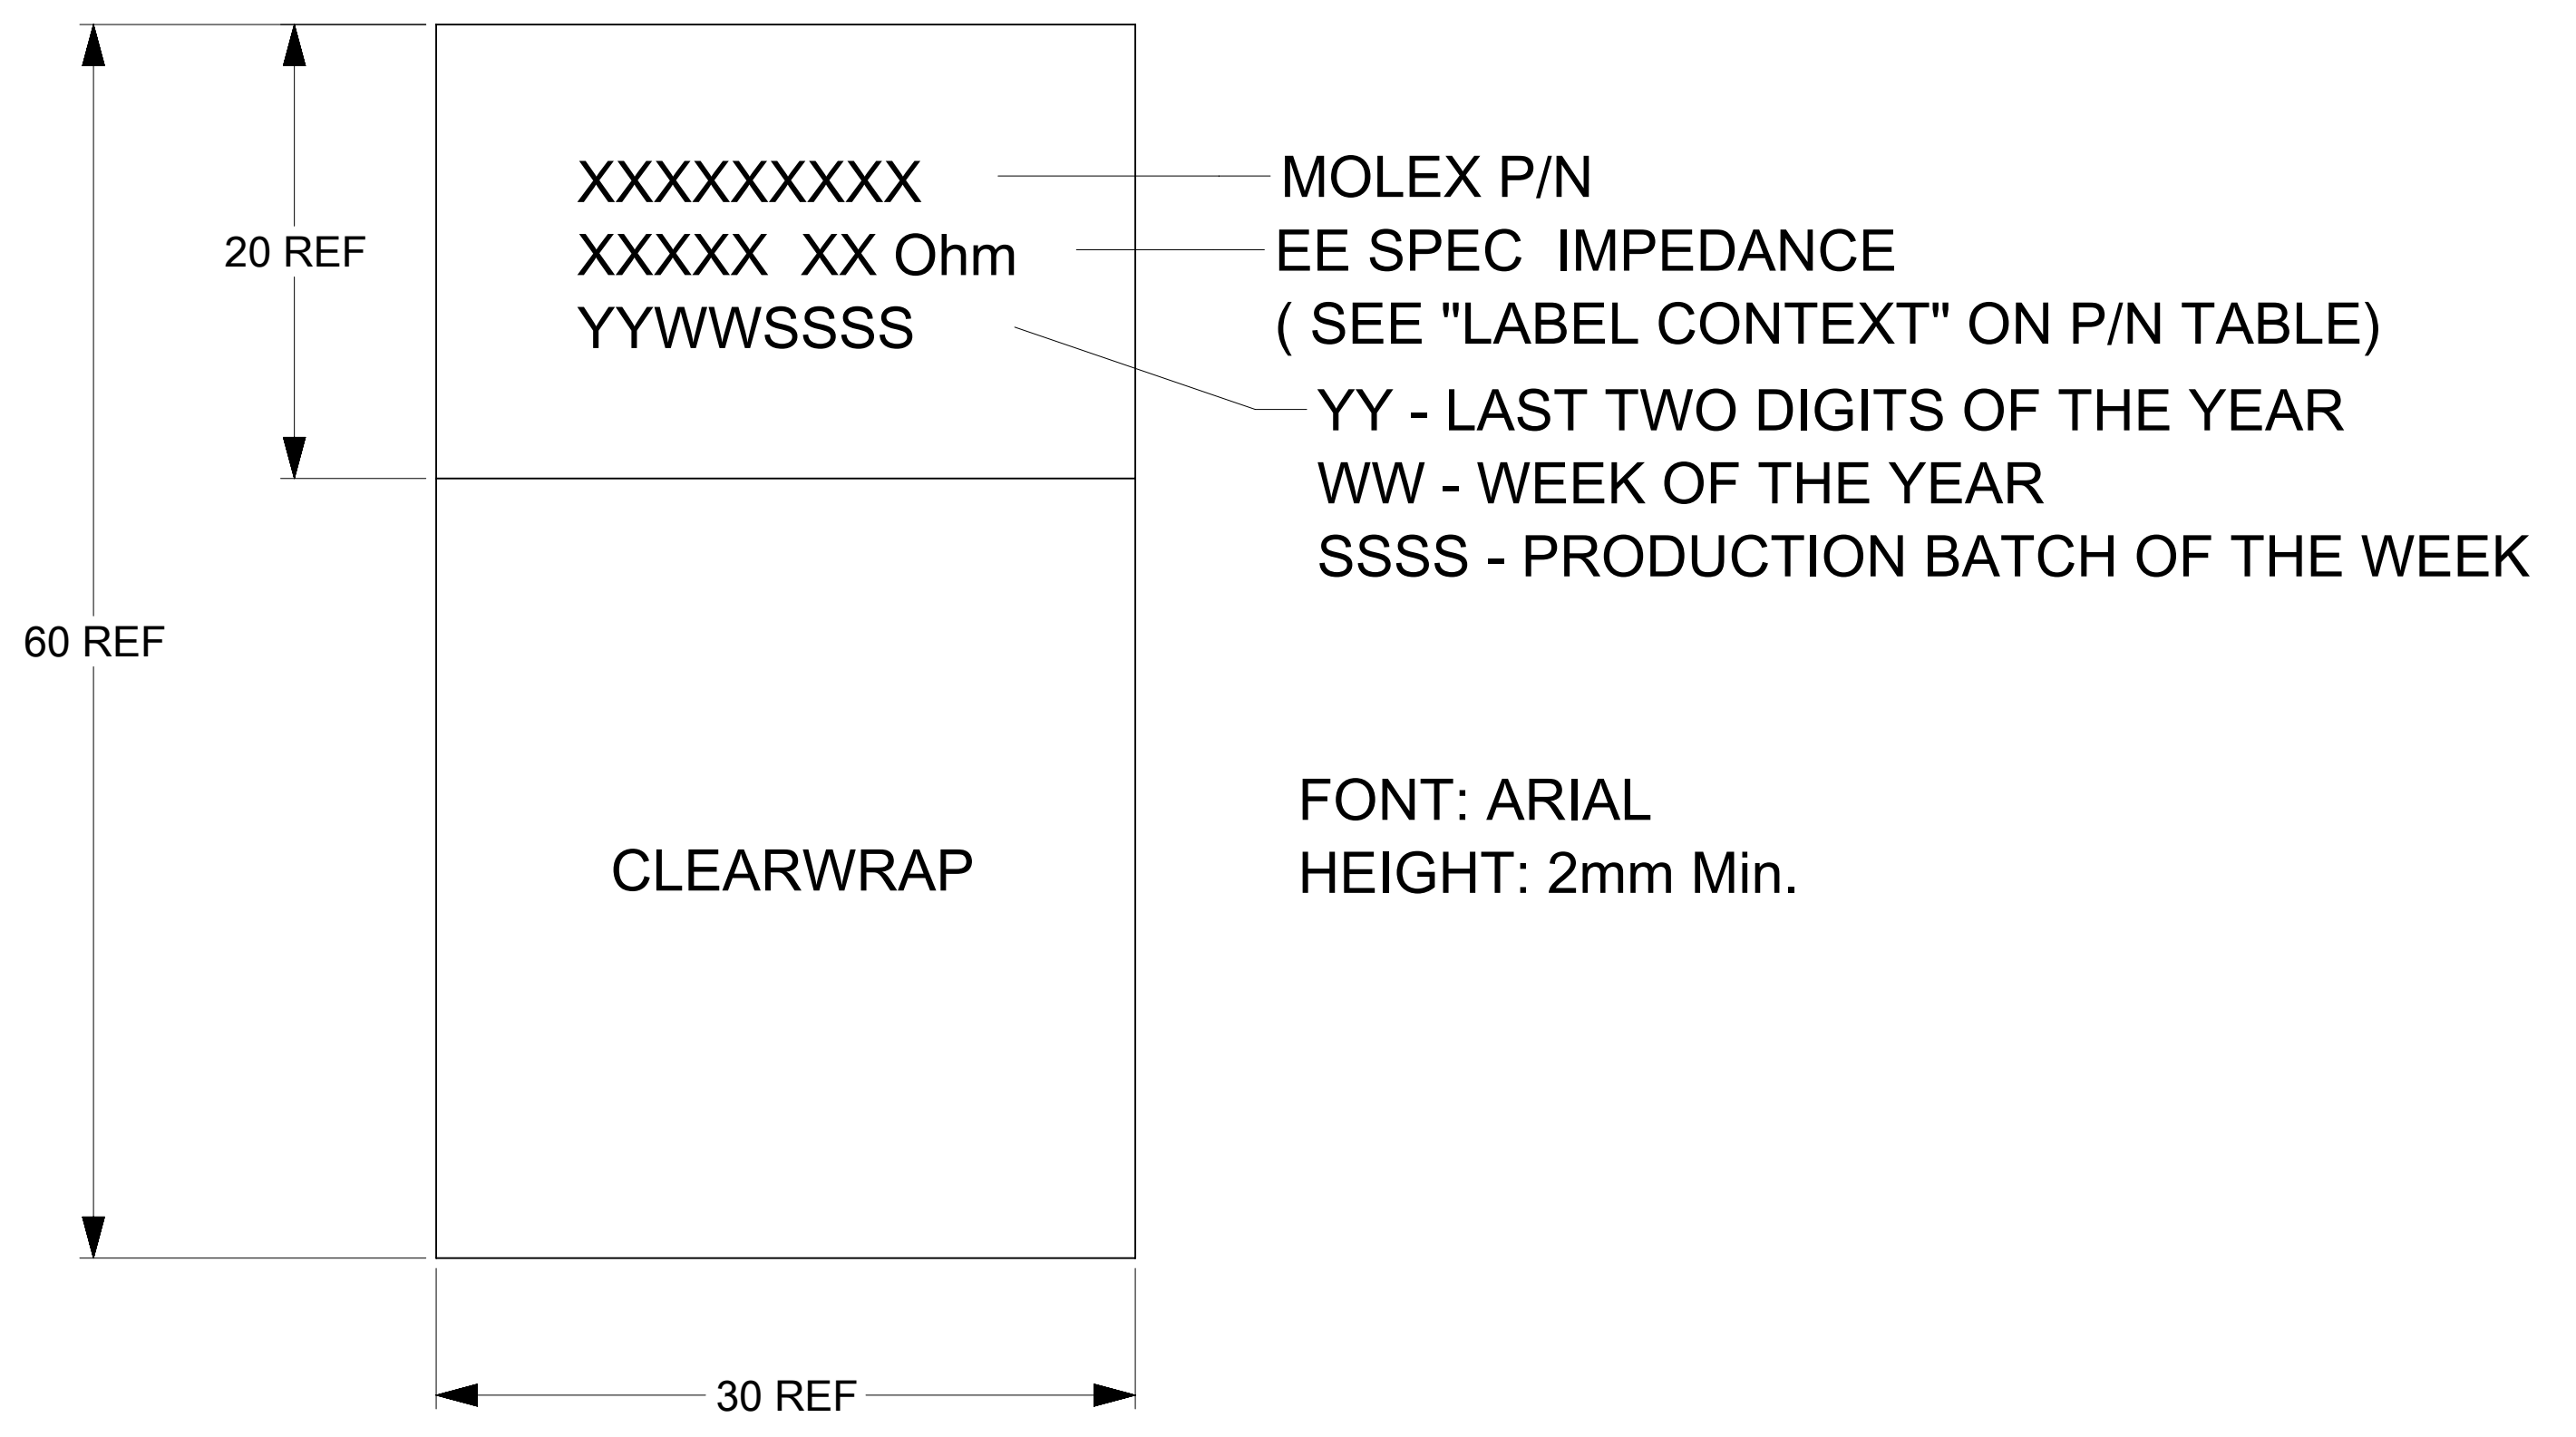 XXXXXXXXX
MOLEX P/N
XXXXX XX Ohm
EE SPEC IMPEDANCE
20 REF
YYWWSSSS
( SEE "LABEL CONTEXT" ON P/N TABLE)
YY - LAST TWO DIGITS OF THE YEAR
WW - WEEK OF THE YEAR
SSSS - PRODUCTION BATCH OF THE WEEK
60 REF
FONT: ARIAL
HEIGHT: 2mm Min.
CLEARWRAP
30 REF